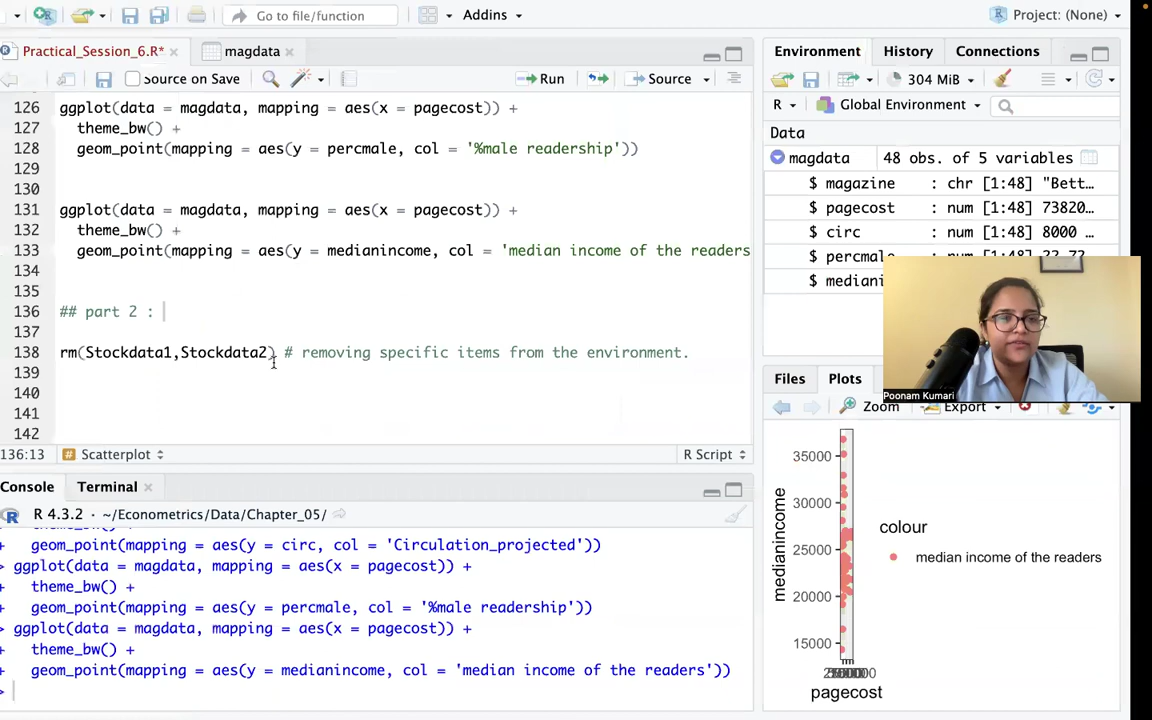 Go to file/function
Addins
Project: (None)
Practical_Session_6.R*
magdata
Source on Save
Run
Source
126 ggplot(data = magdata, mapping = aes(x = pagecost)) +
127 theme_bw() +
128 geom_point(mapping = aes(y = percmale, col = '%male readership'))
129
130
131 ggplot(data = magdata, mapping = aes(x = pagecost)) +
132 theme_bw() +
133 geom_point(mapping = aes(y = medianincome, col = 'median income of the readers
134
135
136 ## part 2 :
137
138 rm(Stockdata1,Stockdata2) # removing specific items from the environment.
139
140
141
142
136:13
# Scatterplot
R Script
Console
Terminal
R 4.3.2 · ~/Econometrics/Data/Chapter_05/
+ geom_point(mapping = aes(y = circ, col = 'Circulation_projected'))
> ggplot(data = magdata, mapping = aes(x = pagecost)) +
+ theme_bw() +
+ geom_point(mapping = aes(y = percmale, col = '%male readership'))
> ggplot(data = magdata, mapping = aes(x = pagecost)) +
+ theme_bw() +
+ geom_point(mapping = aes(y = medianincome, col = 'median income of the readers'))
>
Environment
History
Connections
304 MiB
R
Global Environment
Data
magdata 48 obs. of 5 variables
$ magazine : chr [1:48] "Bett…
$ pagecost : num [1:48] 73820…
$ circ : num [1:48] 8000 …
$ percmale
$ medianin
Poonam Kumari
Files
Plots
Zoom
Export
35000
30000
25000
20000
15000
medianincome
pagecost
colour
median income of the readers